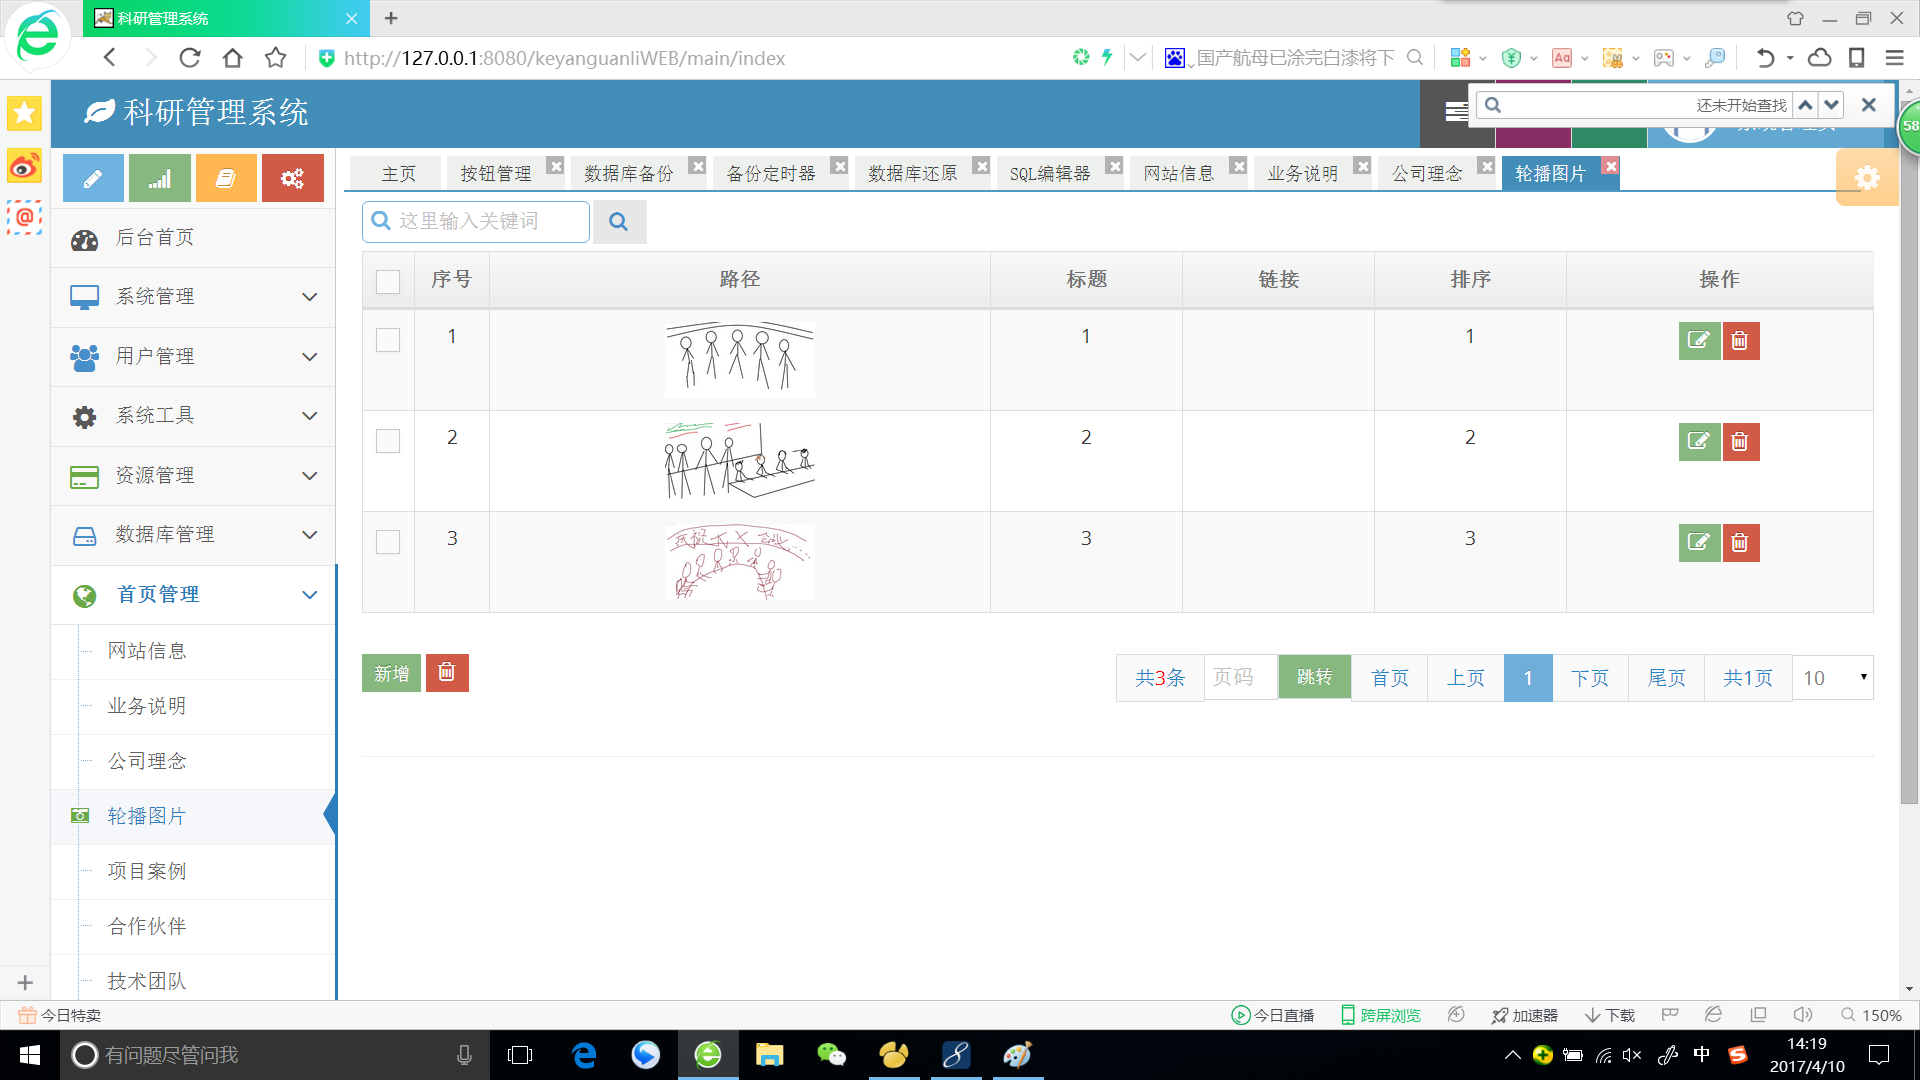 科研管理系统
http://127.0.0.1:8080/keyanguanliWEB/main/index
国产航母已涂完白漆将下
科研管理系统
还未开始查找
58
主页 按钮管理 数据库备份 备份定时器 数据库还原 SQL编辑器 网站信息 业务说明 公司理念 轮播图片
这里输入关键词
后台首页
系统管理
用户管理
系统工具
资源管理
数据库管理
首页管理
网站信息
业务说明
公司理念
轮播图片
项目案例
合作伙伴
技术团队
序号 路径 标题 链接 排序 操作
1 1 1
2 2 2
3 3 3
新增
共3条 页码 跳转 首页 上页 1 下页 尾页 共1页 10
今日特卖
今日直播 跨屏浏览 加速器 下载 150%
有问题尽管问我
中
14:19
2017/4/10